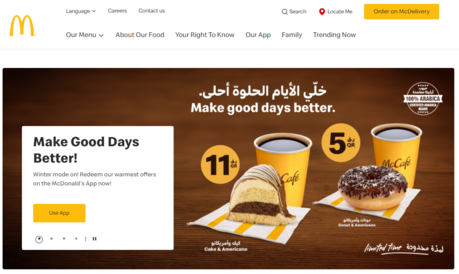 Language
Careers
Contact us
Search
Locate Me
Order on McDelivery
Our Menu
About Our Food
Your Right To Know
Our App
Family
Trending Now
خلّي الأيام الحلوة أحلى.
Make good days better.
100% ARABICA
Make Good Days
Better!
Winter mode on! Redeem our warmest offers
on the McDonald's App now!
Use App
11 ر.ق QR
5 ر.ق QR
McCafé
McCafé
كيك وأمريكانو
Cake & Americano
دونات وأمريكانو
Donut & Americano
limited time
لمدة محدودة